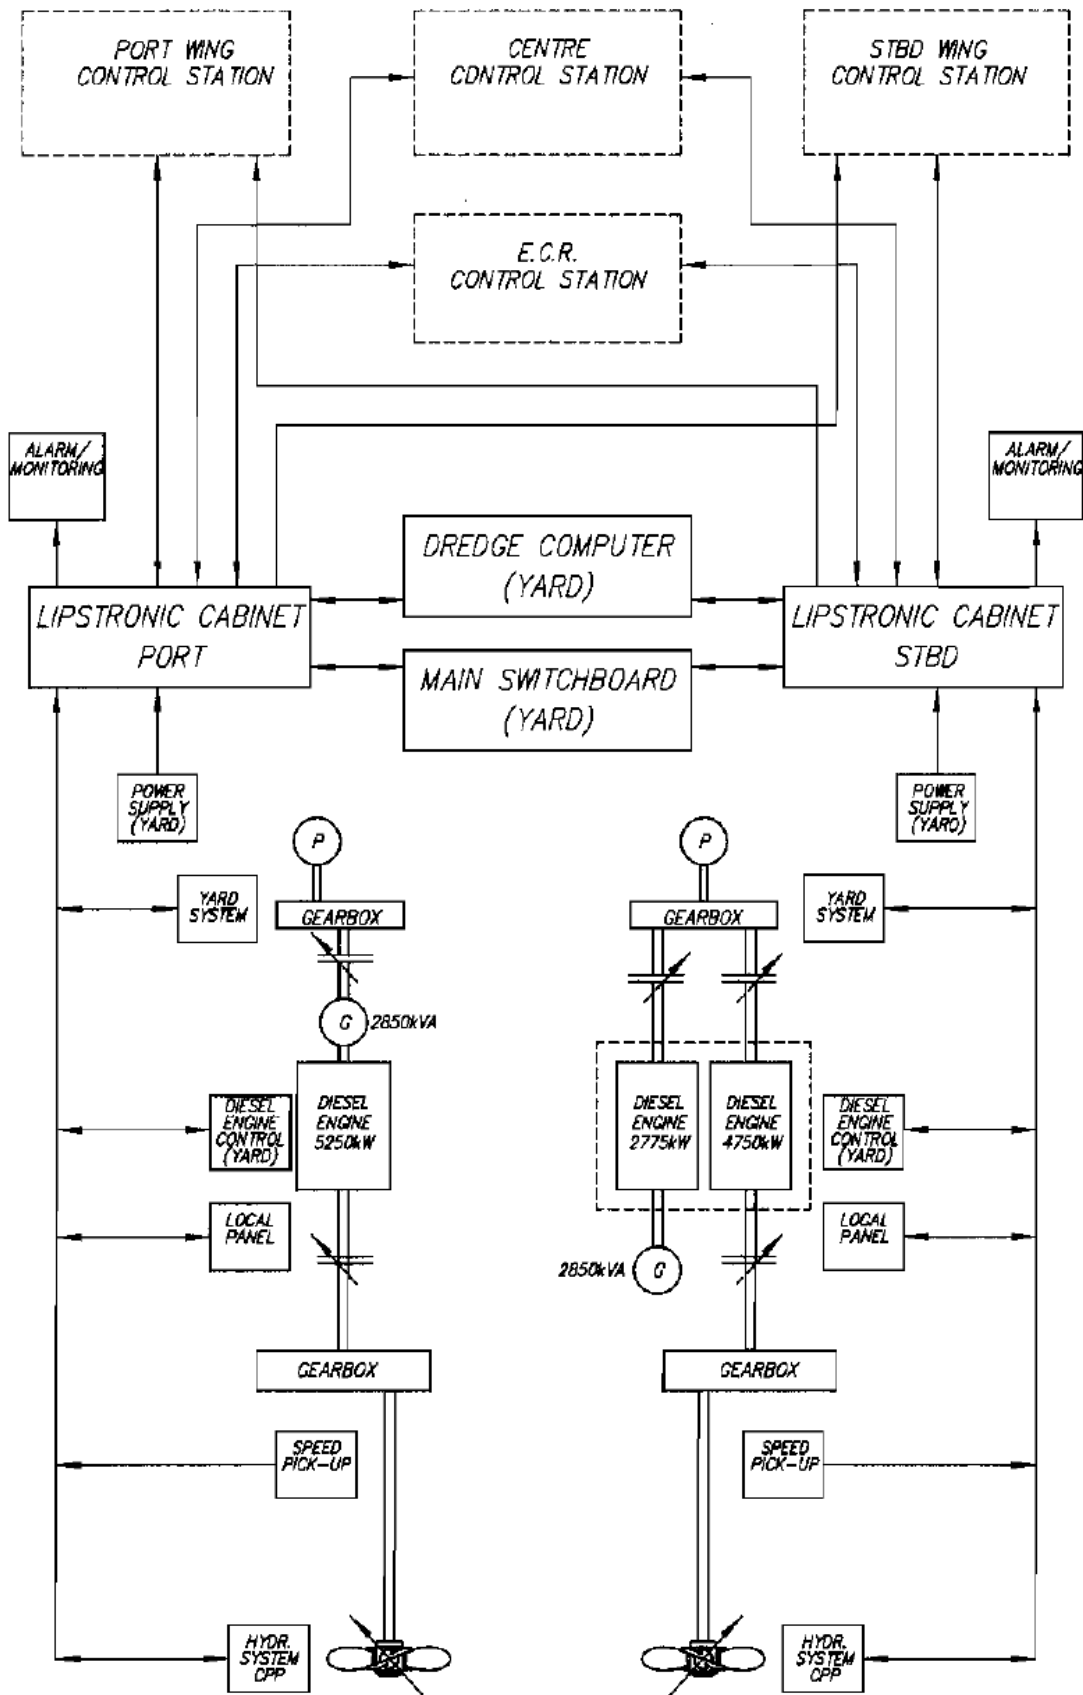 PORT WING
CONTROL STATION
CENTRE
CONTROL STATION
STBD WING
CONTROL STATION
E.C.R.
CONTROL STATION
ALARM/
MONITORING
ALARM/
MONITORING
DREDGE COMPUTER
(YARD)
LIPSTRONIC CABINET
PORT
LIPSTRONIC CABINET
STBD
MAIN SWITCHBOARD
(YARD)
POWER
SUPPLY
(YARD)
POWER
SUPPLY
(YARD)
P
P
YARD
SYSTEM
GEARBOX
GEARBOX
YARD
SYSTEM
G
2850kVA
DIESEL
ENGINE
CONTROL
(YARD)
DIESEL
ENGINE
5250kW
DIESEL
ENGINE
2775kW
DIESEL
ENGINE
4750kW
DIESEL
ENGINE
CONTROL
(YARD)
LOCAL
PANEL
LOCAL
PANEL
2850kVA
G
GEARBOX
GEARBOX
SPEED
PICK-UP
SPEED
PICK-UP
HYDR.
SYSTEM
CPP
HYDR.
SYSTEM
CPP